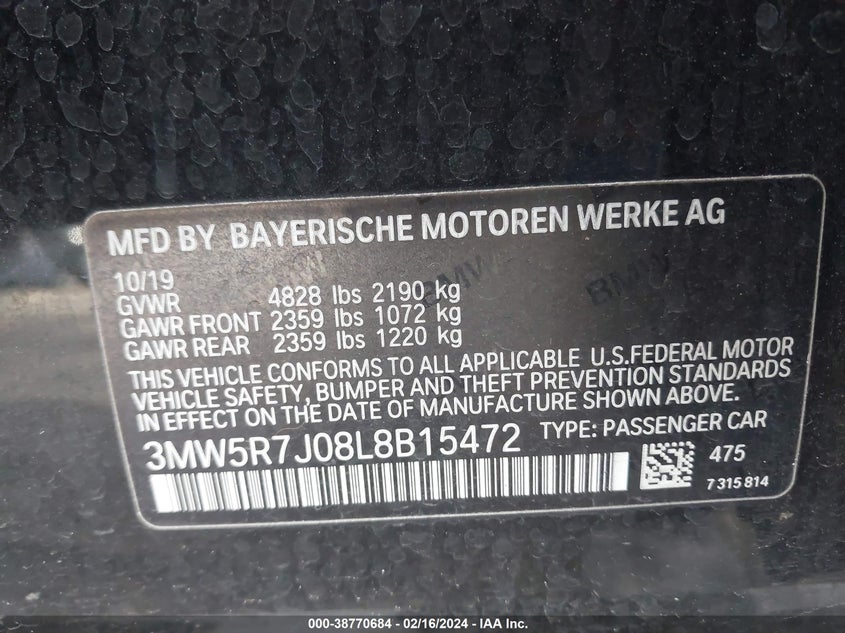 MFD BY BAYERISCHE MOTOREN WERKE AG
10/19
GVWR 4828 lbs 2190 kg
GAWR FRONT 2359 lbs 1072 kg
GAWR REAR 2359 lbs 1220 kg
THIS VEHICLE CONFORMS TO ALL APPLICABLE U.S.FEDERAL MOTOR
VEHICLE SAFETY, BUMPER AND THEFT PREVENTION STANDARDS
IN EFFECT ON THE DATE OF MANUFACTURE SHOWN ABOVE.
3MW5R7J08L8B15472 TYPE: PASSENGER CAR
475
7 315 814
BMW
BMW
000-38770684 - 02/16/2024 - IAA Inc.